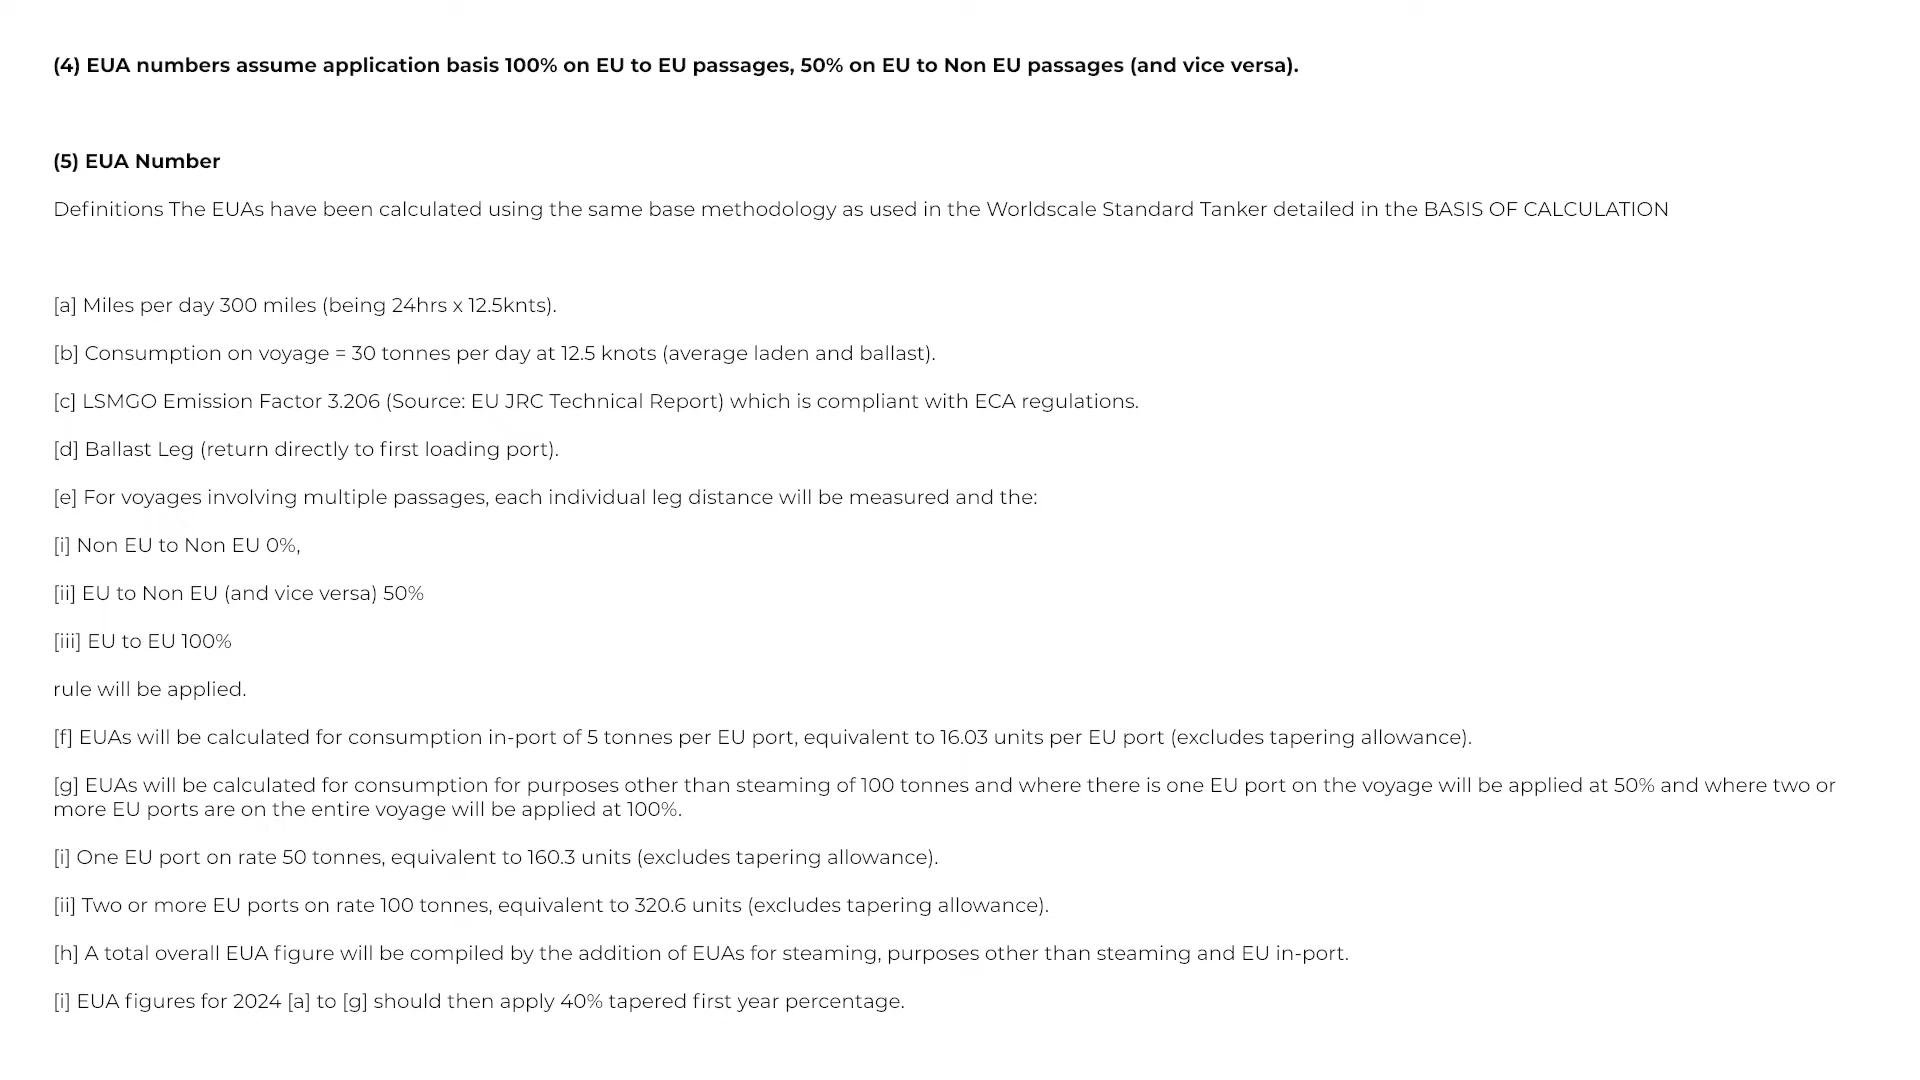 (4) EUA numbers assume application basis 100% on EU to EU passages, 50% on EU to Non EU passages (and vice versa).
(5) EUA Number
Definitions The EUAs have been calculated using the same base methodology as used in the Worldscale Standard Tanker detailed in the BASIS OF CALCULATION
[a] Miles per day 300 miles (being 24hrs x 12.5knts).
[b] Consumption on voyage = 30 tonnes per day at 12.5 knots (average laden and ballast).
[c] LSMGO Emission Factor 3.206 (Source: EU JRC Technical Report) which is compliant with ECA regulations.
[d] Ballast Leg (return directly to first loading port).
[e] For voyages involving multiple passages, each individual leg distance will be measured and the:
[i] Non EU to Non EU 0%,
[ii] EU to Non EU (and vice versa) 50%
[iii] EU to EU 100%
rule will be applied.
[f] EUAs will be calculated for consumption in-port of 5 tonnes per EU port, equivalent to 16.03 units per EU port (excludes tapering allowance).
[g] EUAs will be calculated for consumption for purposes other than steaming of 100 tonnes and where there is one EU port on the voyage will be applied at 50% and where two or
more EU ports are on the entire voyage will be applied at 100%.
[i] One EU port on rate 50 tonnes, equivalent to 160.3 units (excludes tapering allowance).
[ii] Two or more EU ports on rate 100 tonnes, equivalent to 320.6 units (excludes tapering allowance).
[h] A total overall EUA figure will be compiled by the addition of EUAs for steaming, purposes other than steaming and EU in-port.
[i] EUA figures for 2024 [a] to [g] should then apply 40% tapered first year percentage.